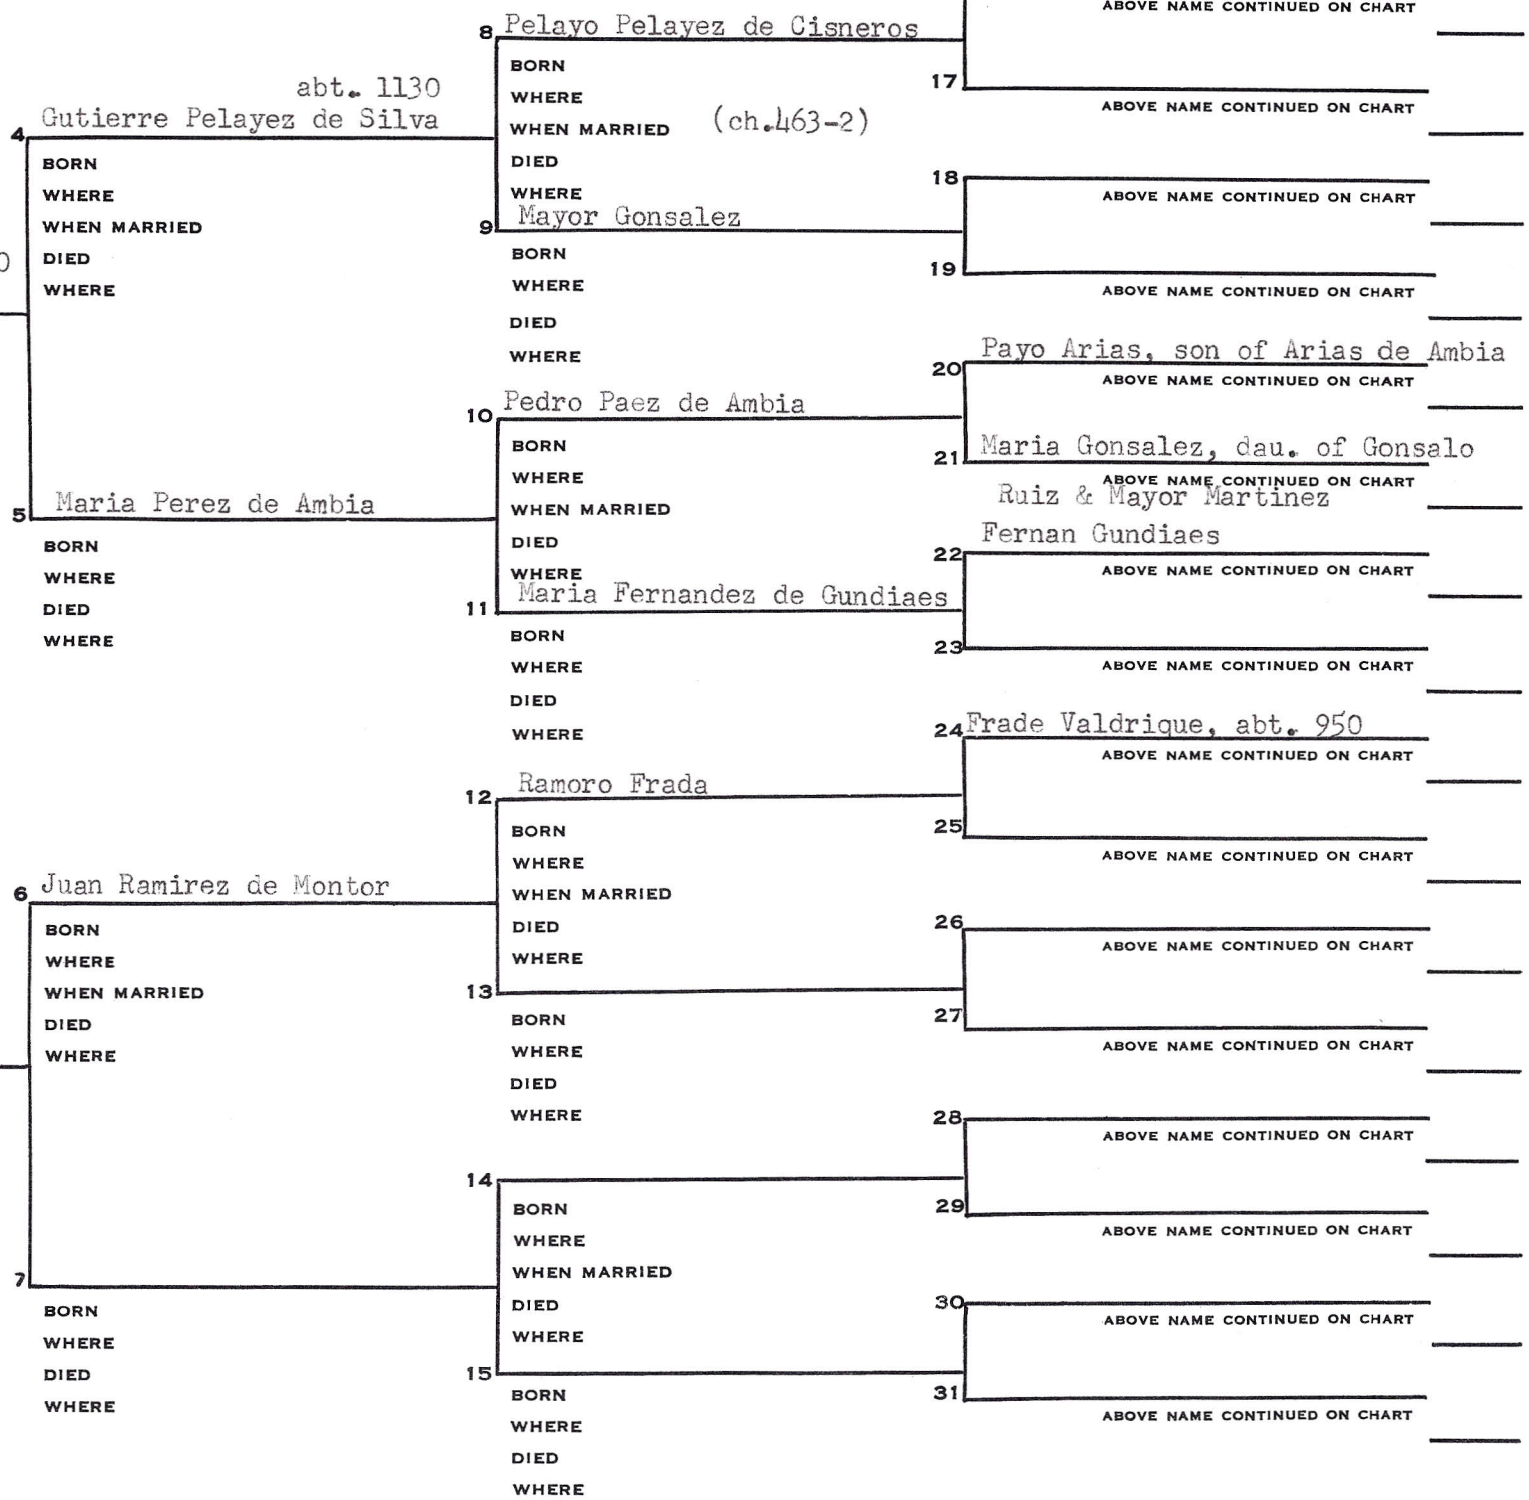 ABOVE NAME CONTINUED ON CHART
8 Pelayo Pelayez de Cisneros
BORN
WHERE
WHEN MARRIED (ch.463-2)
DIED
WHERE
17
ABOVE NAME CONTINUED ON CHART
abt. 1130
4 Gutierre Pelayez de Silva
BORN
WHERE
WHEN MARRIED
DIED
WHERE
18
ABOVE NAME CONTINUED ON CHART
9 Mayor Gonsalez
BORN
WHERE
DIED
WHERE
19
ABOVE NAME CONTINUED ON CHART
20 Payo Arias, son of Arias de Ambia
ABOVE NAME CONTINUED ON CHART
10 Pedro Paez de Ambia
BORN
WHERE
WHEN MARRIED
DIED
WHERE
21 Maria Gonsalez, dau. of Gonsalo
ABOVE NAME CONTINUED ON CHART
Ruiz & Mayor Martinez
5 Maria Perez de Ambia
BORN
WHERE
DIED
WHERE
22 Fernan Gundiaes
ABOVE NAME CONTINUED ON CHART
11 Maria Fernandez de Gundiaes
BORN
WHERE
DIED
WHERE
23
ABOVE NAME CONTINUED ON CHART
24 Frade Valdrique, abt. 950
ABOVE NAME CONTINUED ON CHART
12 Ramoro Frada
BORN
WHERE
WHEN MARRIED
DIED
WHERE
25
ABOVE NAME CONTINUED ON CHART
6 Juan Ramirez de Montor
BORN
WHERE
WHEN MARRIED
DIED
WHERE
26
ABOVE NAME CONTINUED ON CHART
13
BORN
WHERE
DIED
WHERE
27
ABOVE NAME CONTINUED ON CHART
28
ABOVE NAME CONTINUED ON CHART
14
BORN
WHERE
WHEN MARRIED
DIED
WHERE
29
ABOVE NAME CONTINUED ON CHART
7
BORN
WHERE
DIED
WHERE
30
ABOVE NAME CONTINUED ON CHART
15
BORN
WHERE
DIED
WHERE
31
ABOVE NAME CONTINUED ON CHART